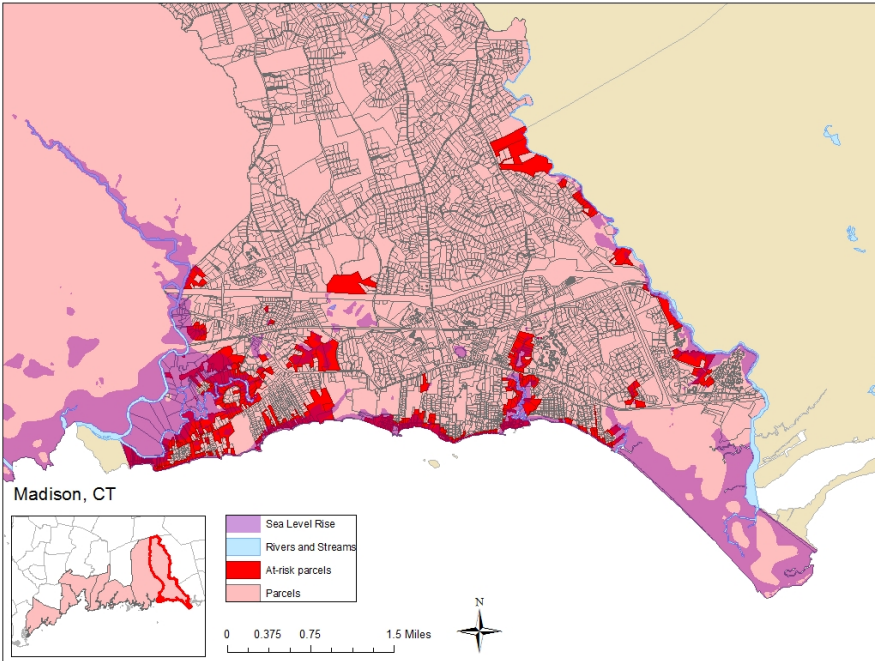 Madison, CT
Sea Level Rise
Rivers and Streams
At-risk parcels
Parcels
0 0.375 0.75 1.5 Miles
N